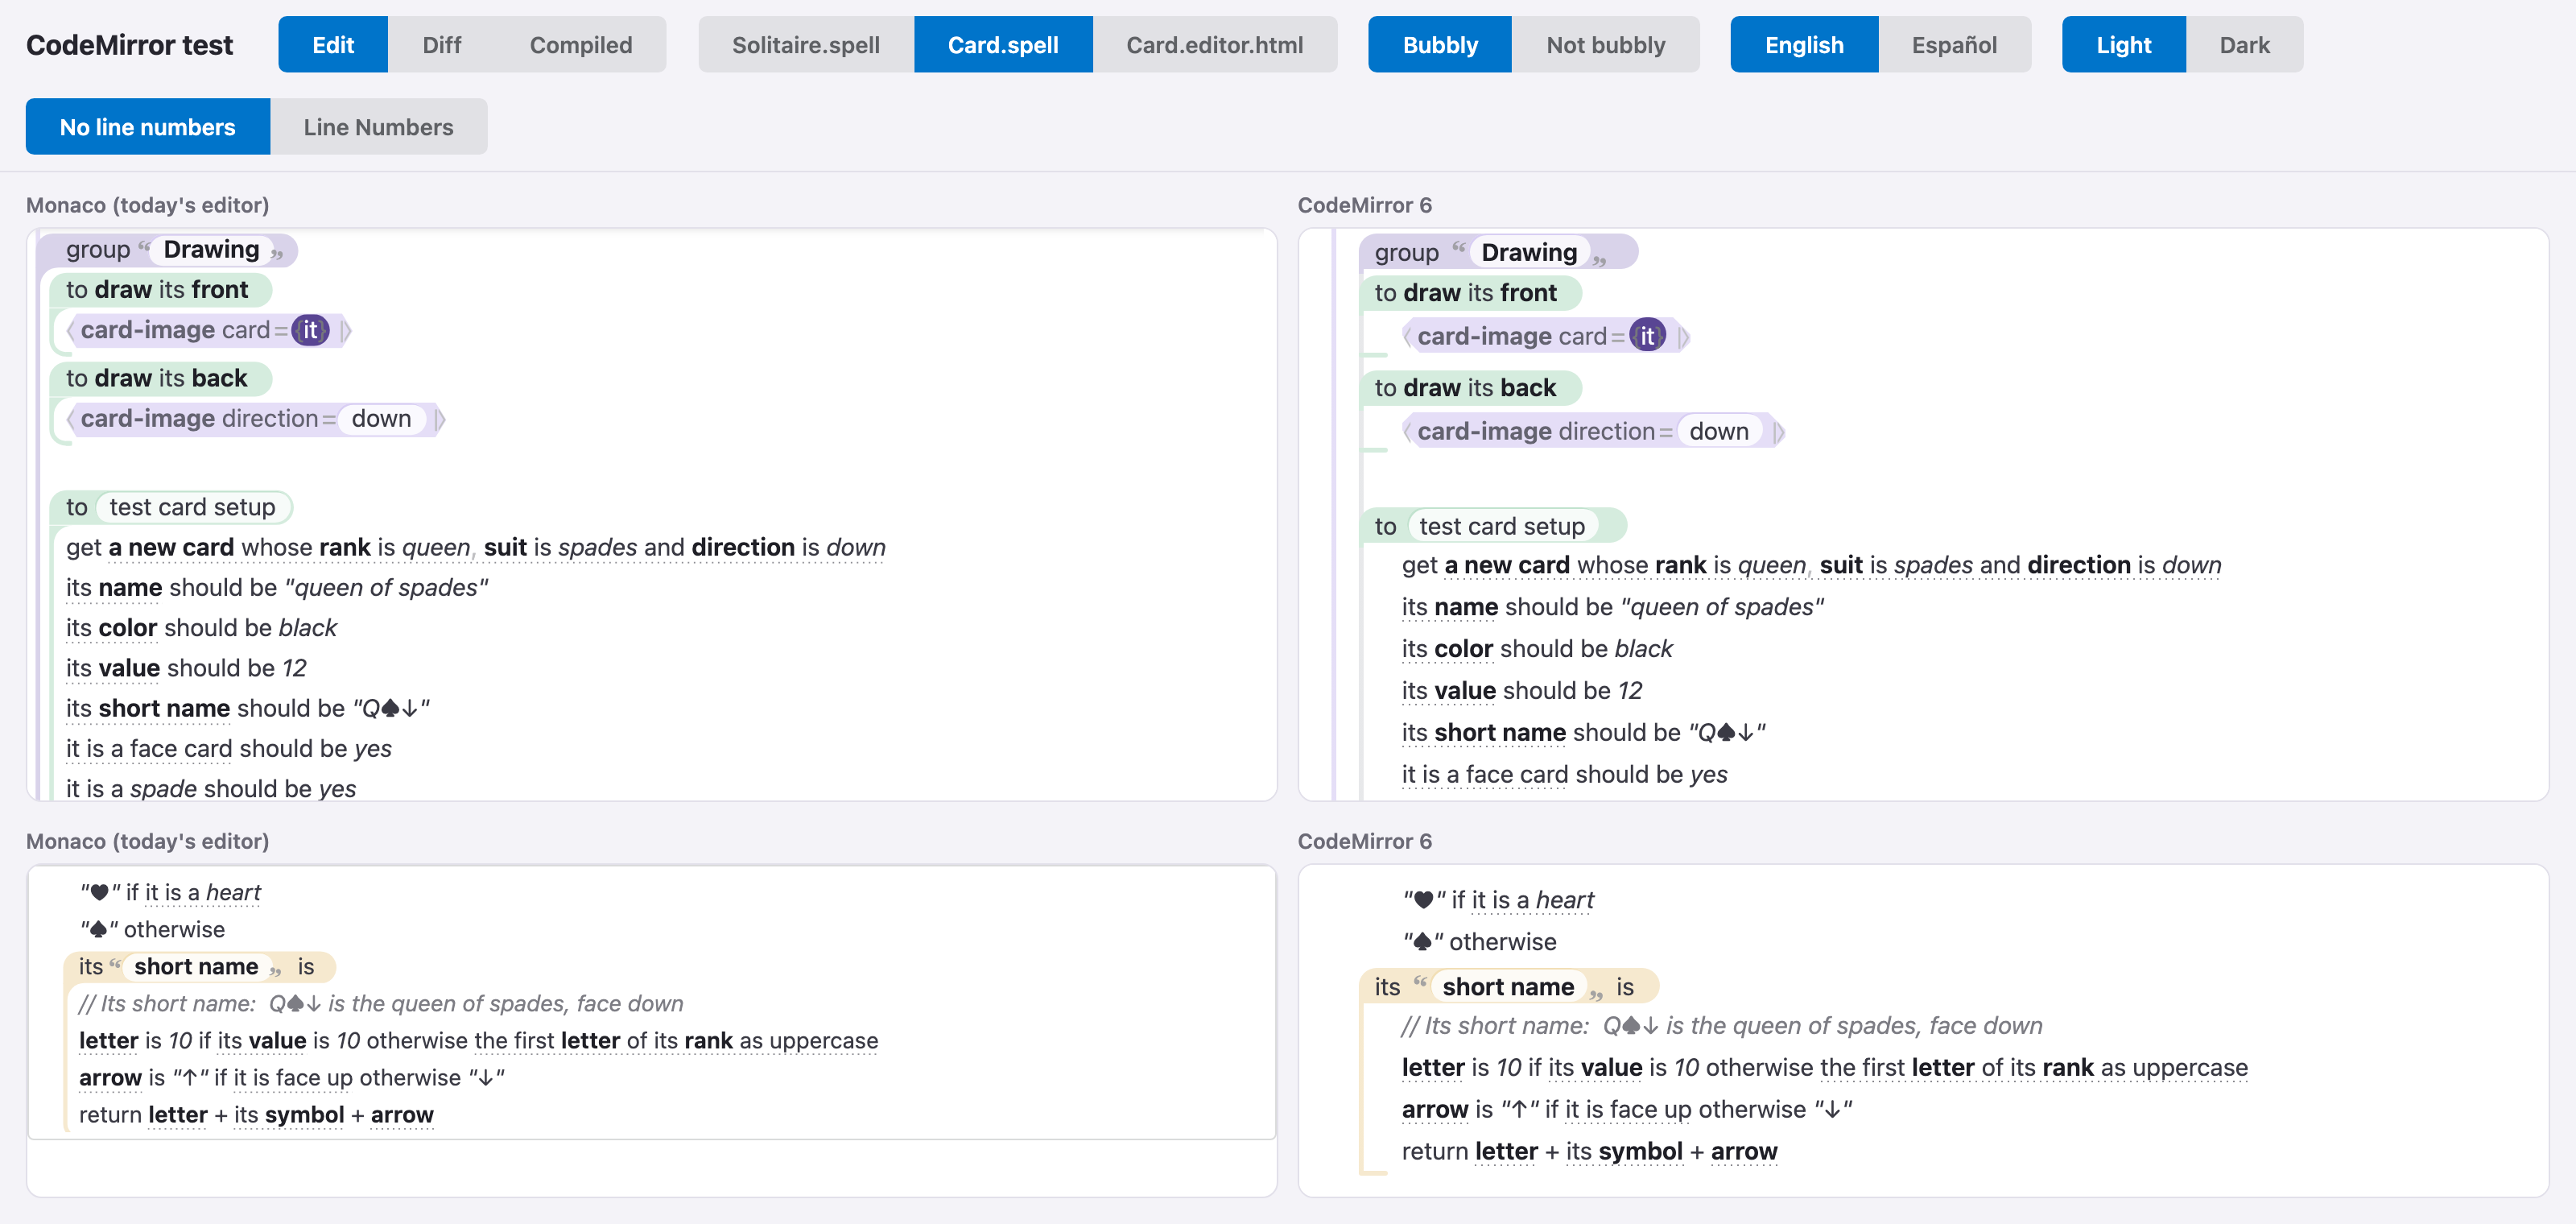 CodeMirror test
Edit Diff Compiled
Solitaire.spell Card.spell Card.editor.html
Bubbly Not bubbly
English Español
Light Dark
No line numbers Line Numbers
Monaco (today's editor)
group “ Drawing „
to draw its front
〈 card-image card={it} |〉
to draw its back
〈 card-image direction= down |〉
to test card setup
get a new card whose rank is queen, suit is spades and direction is down
its name should be "queen of spades"
its color should be black
its value should be 12
its short name should be "Q♠↓"
it is a face card should be yes
it is a spade should be yes
CodeMirror 6
group “ Drawing „
to draw its front
〈 card-image card={it} |〉
to draw its back
〈 card-image direction= down |〉
to test card setup
get a new card whose rank is queen, suit is spades and direction is down
its name should be "queen of spades"
its color should be black
its value should be 12
its short name should be "Q♠↓"
it is a face card should be yes
Monaco (today's editor)
"♥" if it is a heart
"♠" otherwise
its “ short name „ is
// Its short name: Q♠↓ is the queen of spades, face down
letter is 10 if its value is 10 otherwise the first letter of its rank as uppercase
arrow is "↑" if it is face up otherwise "↓"
return letter + its symbol + arrow
CodeMirror 6
"♥" if it is a heart
"♠" otherwise
its “ short name „ is
// Its short name: Q♠↓ is the queen of spades, face down
letter is 10 if its value is 10 otherwise the first letter of its rank as uppercase
arrow is "↑" if it is face up otherwise "↓"
return letter + its symbol + arrow